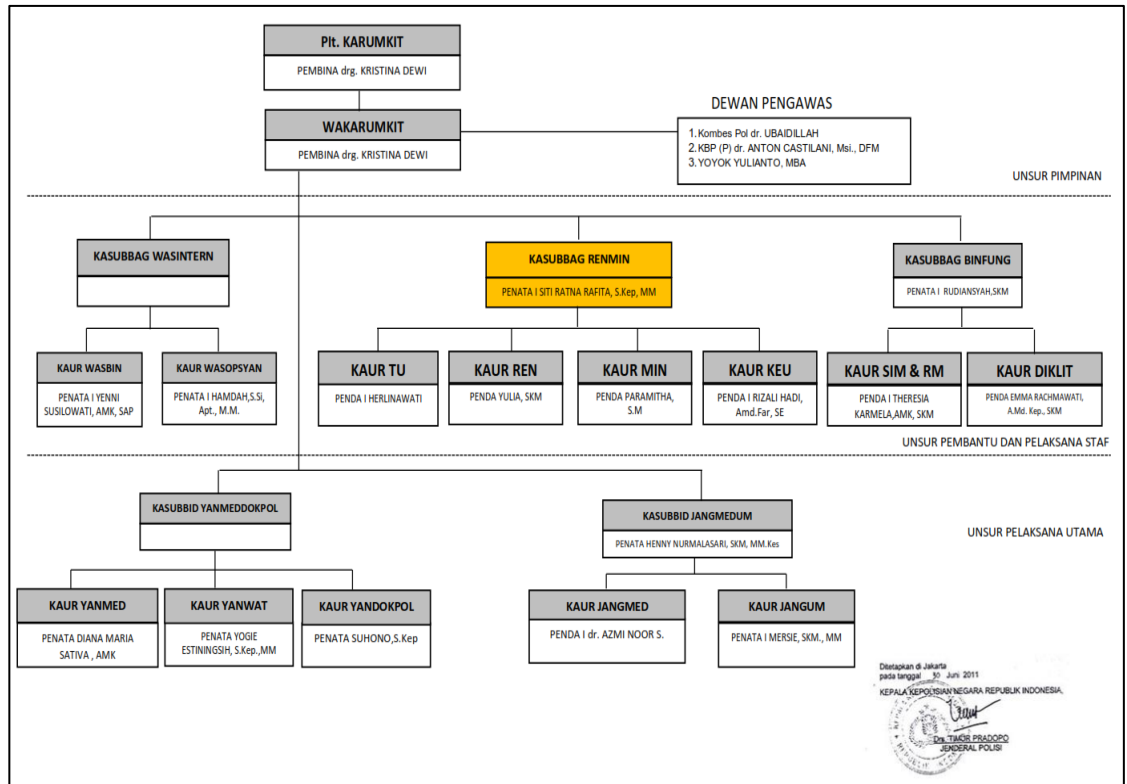 Plt. KARUMKIT
PEMBINA drg. KRISTINA DEWI
WAKARUMKIT
PEMBINA drg. KRISTINA DEWI
DEWAN PENGAWAS
1.Kombes Pol dr. UBAIDILLAH
2.KBP (P) dr. ANTON CASTILANI, Msi., DFM
3.YOYOK YULIANTO, MBA
UNSUR PIMPINAN
KASUBBAG WASINTERN
KASUBBAG RENMIN
PENATA I SITI RATNA RAFITA, S.Kep, MM
KASUBBAG BINFUNG
PENATA I RUDIANSYAH,SKM
KAUR WASBIN
PENATA I YENNI
SUSILOWATI, AMK, SAP
KAUR WASOPSYAN
PENATA I HAMDAH,S.Si,
Apt., M.M.
KAUR TU
PENDA I HERLINAWATI
KAUR REN
PENDA YULIA, SKM
KAUR MIN
PENDA PARAMITHA,
S.M
KAUR KEU
PENDA I RIZALI HADI,
Amd.Far, SE
KAUR SIM & RM
PENDA I THERESIA
KARMELA,AMK, SKM
KAUR DIKLIT
PENDA EMMA RACHMAWATI,
A.Md. Kep., SKM
UNSUR PEMBANTU DAN PELAKSANA STAF
KASUBBID YANMEDDOKPOL
KASUBBID JANGMEDUM
PENATA HENNY NURMALASARI, SKM, MM.Kes
UNSUR PELAKSANA UTAMA
KAUR YANMED
PENATA DIANA MARIA
SATIVA , AMK
KAUR YANWAT
PENATA YOGIE
ESTININGSIH, S.Kep.,MM
KAUR YANDOKPOL
PENATA SUHONO,S.Kep
KAUR JANGMED
PENDA I dr. AZMI NOOR S.
KAUR JANGUM
PENATA I MERSIE, SKM., MM
Ditetapkan di Jakarta
pada tanggal 30 Juni 2011
KEPALA KEPOLISIAN NEGARA REPUBLIK INDONESIA,
Drs. TIMUR PRADOPO
JENDERAL POLISI